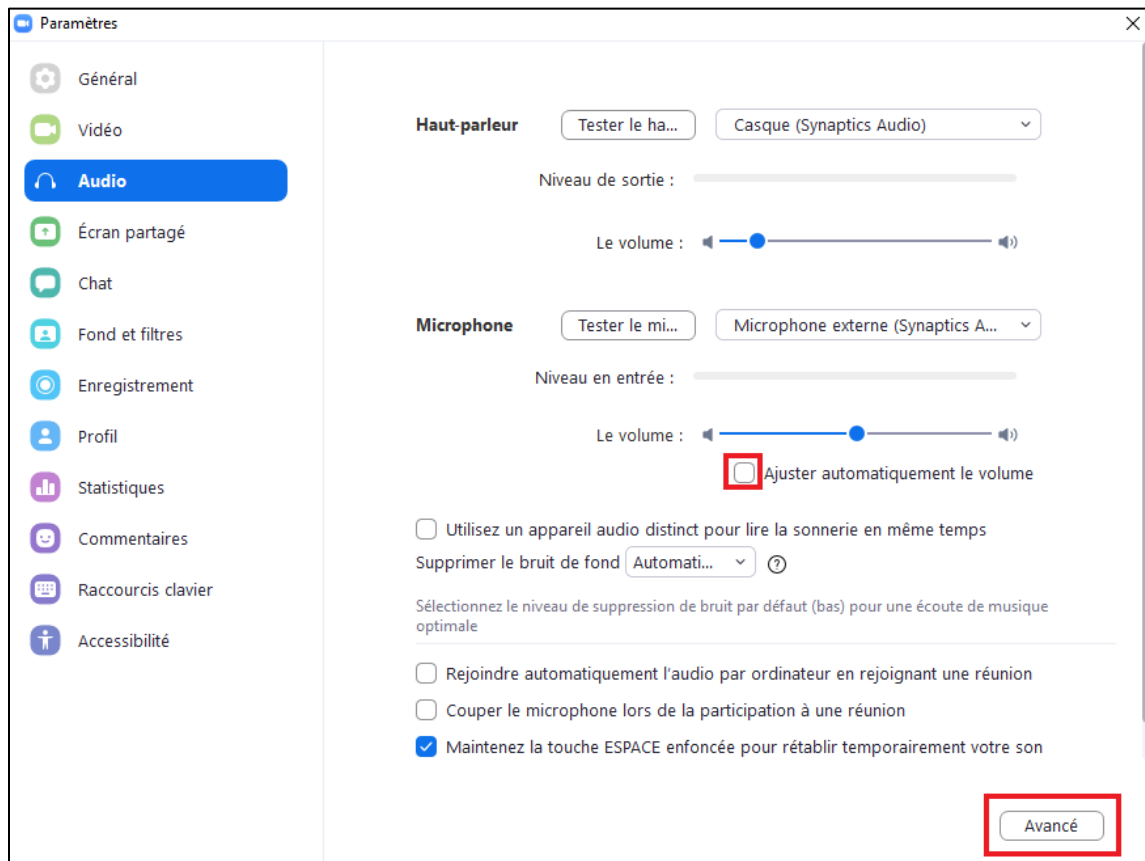 Paramètres
Général
Vidéo
Audio
Écran partagé
Chat
Fond et filtres
Enregistrement
Profil
Statistiques
Commentaires
Raccourcis clavier
Accessibilité
Haut-parleur Tester le ha... Casque (Synaptics Audio)
Niveau de sortie :
Le volume :
Microphone Tester le mi... Microphone externe (Synaptics A...
Niveau en entrée :
Le volume :
Ajuster automatiquement le volume
Utilisez un appareil audio distinct pour lire la sonnerie en même temps
Supprimer le bruit de fond Automati... ?
Sélectionnez le niveau de suppression de bruit par défaut (bas) pour une écoute de musique
optimale
Rejoindre automatiquement l'audio par ordinateur en rejoignant une réunion
Couper le microphone lors de la participation à une réunion
Maintenez la touche ESPACE enfoncée pour rétablir temporairement votre son
Avancé